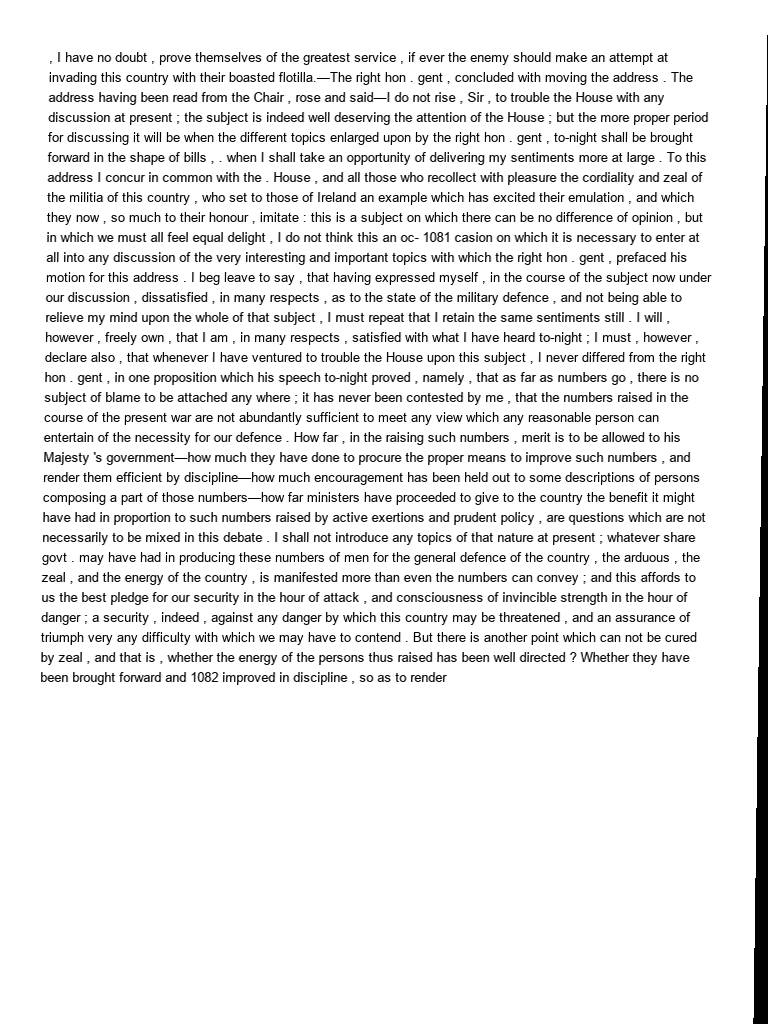 , I have no doubt , prove themselves of the greatest service , if ever the enemy should make an attempt at
invading this country with their boasted flotilla.—The right hon . gent , concluded with moving the address . The
address having been read from the Chair , rose and said—I do not rise , Sir , to trouble the House with any
discussion at present ; the subject is indeed well deserving the attention of the House ; but the more proper period
for discussing it will be when the different topics enlarged upon by the right hon . gent , to-night shall be brought
forward in the shape of bills , . when I shall take an opportunity of delivering my sentiments more at large . To this
address I concur in common with the . House , and all those who recollect with pleasure the cordiality and zeal of
the militia of this country , who set to those of Ireland an example which has excited their emulation , and which
they now , so much to their honour , imitate : this is a subject on which there can be no difference of opinion , but
in which we must all feel equal delight , I do not think this an oc- 1081 casion on which it is necessary to enter at
all into any discussion of the very interesting and important topics with which the right hon . gent , prefaced his
motion for this address . I beg leave to say , that having expressed myself , in the course of the subject now under
our discussion , dissatisfied , in many respects , as to the state of the military defence , and not being able to
relieve my mind upon the whole of that subject , I must repeat that I retain the same sentiments still . I will ,
however , freely own , that I am , in many respects , satisfied with what I have heard to-night ; I must , however ,
declare also , that whenever I have ventured to trouble the House upon this subject , I never differed from the right
hon . gent , in one proposition which his speech to-night proved , namely , that as far as numbers go , there is no
subject of blame to be attached any where ; it has never been contested by me , that the numbers raised in the
course of the present war are not abundantly sufficient to meet any view which any reasonable person can
entertain of the necessity for our defence . How far , in the raising such numbers , merit is to be allowed to his
Majesty 's government—how much they have done to procure the proper means to improve such numbers , and
render them efficient by discipline—how much encouragement has been held out to some descriptions of persons
composing a part of those numbers—how far ministers have proceeded to give to the country the benefit it might
have had in proportion to such numbers raised by active exertions and prudent policy , are questions which are not
necessarily to be mixed in this debate . I shall not introduce any topics of that nature at present ; whatever share
govt . may have had in producing these numbers of men for the general defence of the country , the arduous , the
zeal , and the energy of the country , is manifested more than even the numbers can convey ; and this affords to
us the best pledge for our security in the hour of attack , and consciousness of invincible strength in the hour of
danger ; a security , indeed , against any danger by which this country may be threatened , and an assurance of
triumph very any difficulty with which we may have to contend . But there is another point which can not be cured
by zeal , and that is , whether the energy of the persons thus raised has been well directed ? Whether they have
been brought forward and 1082 improved in discipline , so as to render